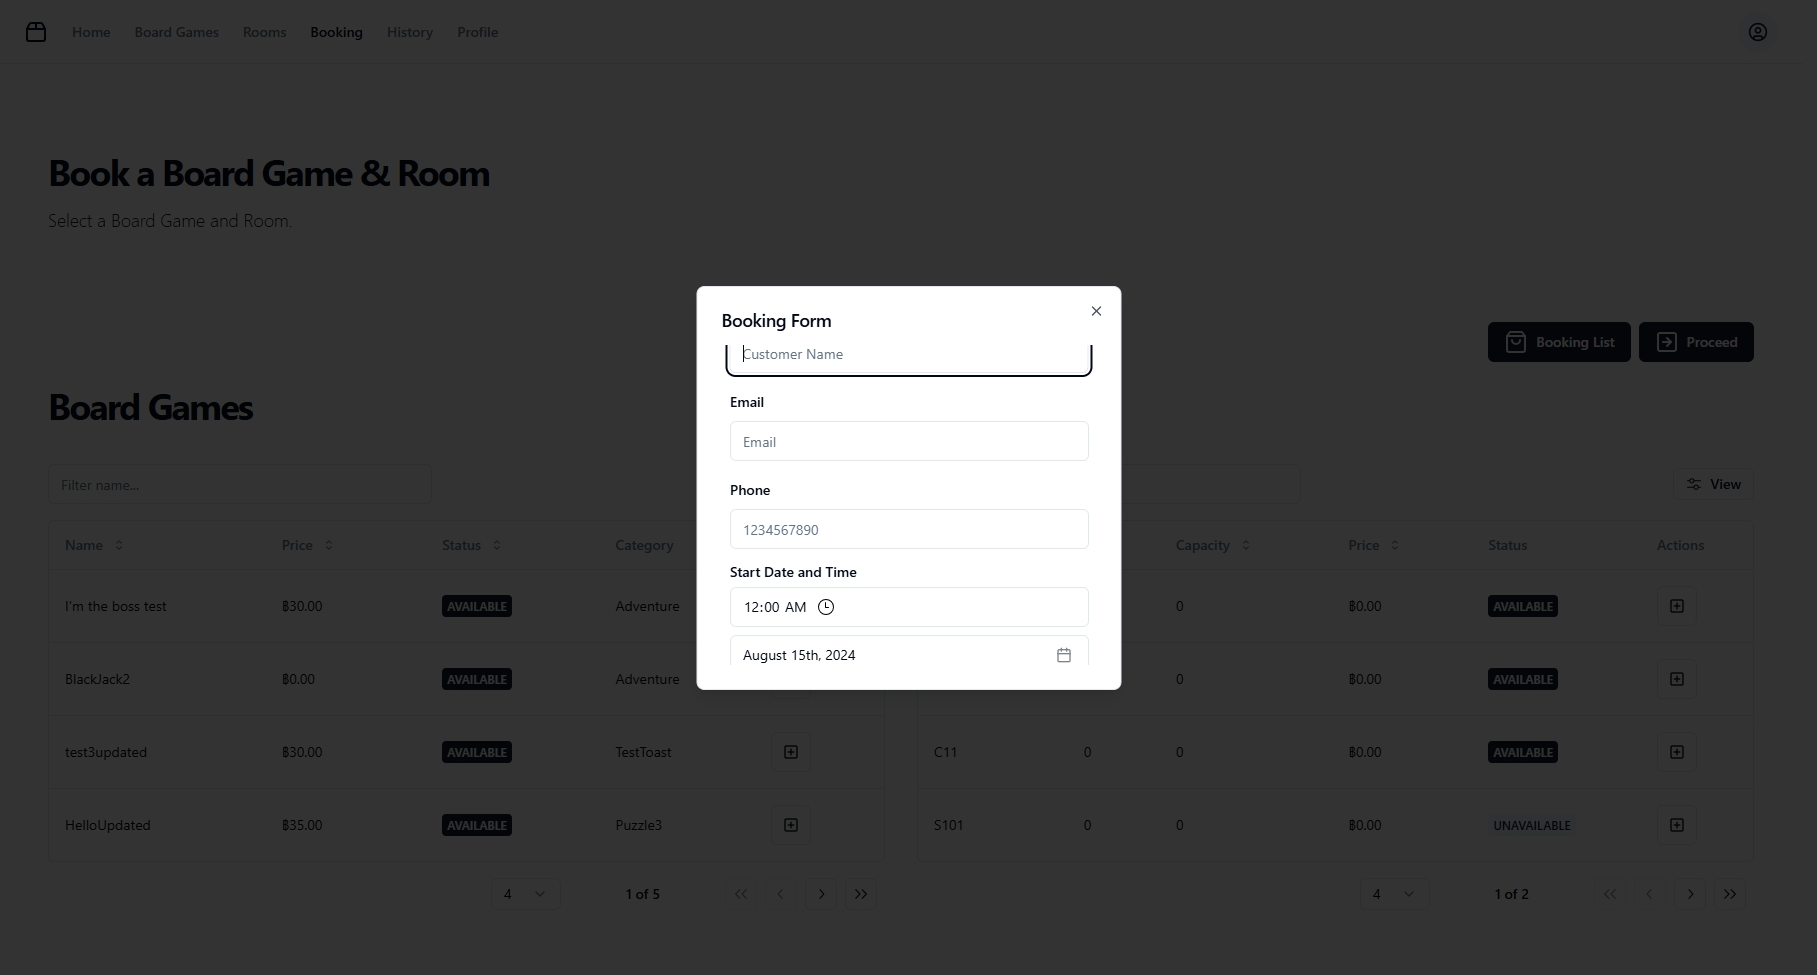 Home Board Games Rooms Booking History Profile
Book a Board Game & Room
Select a Board Game and Room.
Booking List Proceed
Board Games
Filter name...
View
Name Price Status Category
I'm the boss test ฿30.00 AVAILABLE Adventure
BlackJack2 ฿0.00 AVAILABLE Adventure
test3updated ฿30.00 AVAILABLE TestToast
HelloUpdated ฿35.00 AVAILABLE Puzzle3
4 1 of 5
Capacity Price Status Actions
0 ฿0.00 AVAILABLE
0 ฿0.00 AVAILABLE
C11 0 0 ฿0.00 AVAILABLE
S101 0 0 ฿0.00 UNAVAILABLE
4 1 of 2
Booking Form
Customer Name
Email
Email
Phone
1234567890
Start Date and Time
12:00 AM
August 15th, 2024